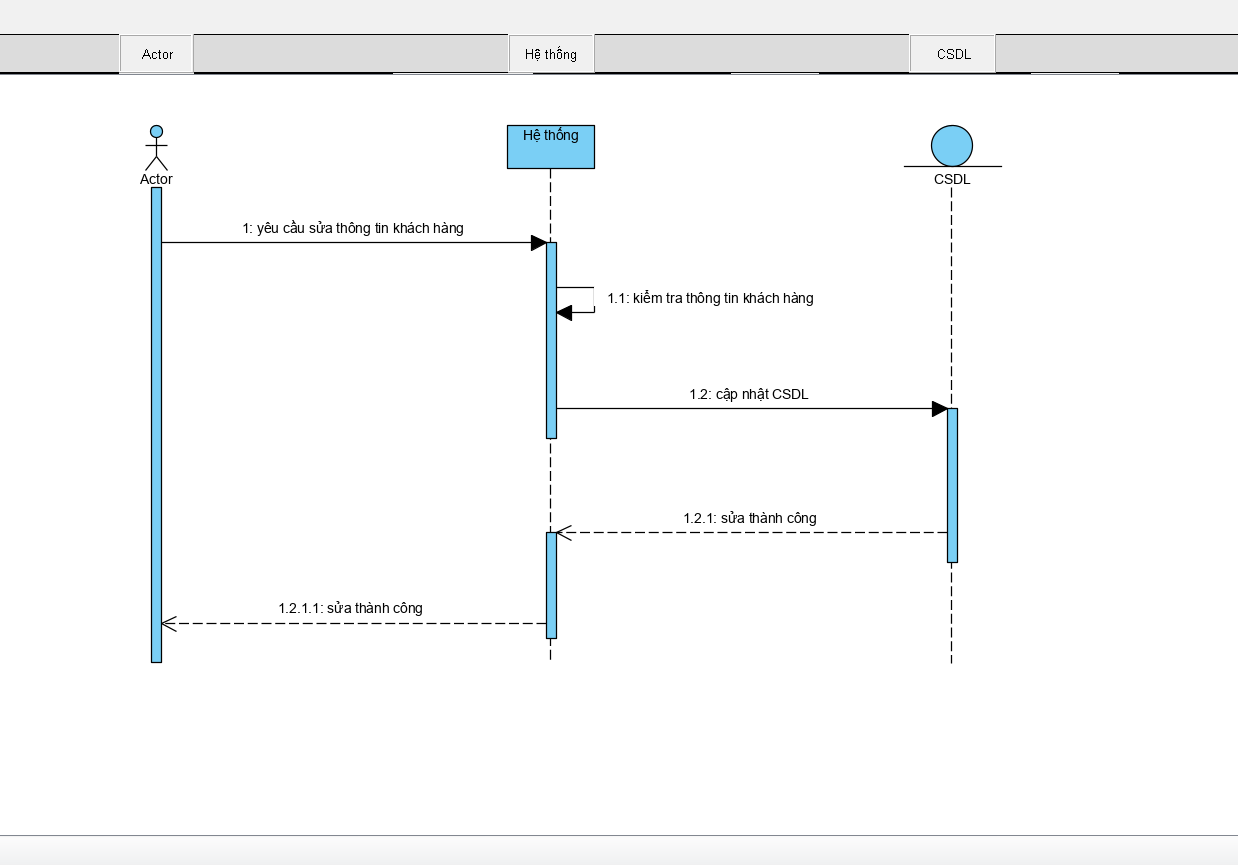 Actor
Hệ thống
CSDL
Hệ thống
Actor
CSDL
1: yêu cầu sửa thông tin khách hàng
1.1: kiểm tra thông tin khách hàng
1.2: cập nhật CSDL
1.2.1: sửa thành công
1.2.1.1: sửa thành công